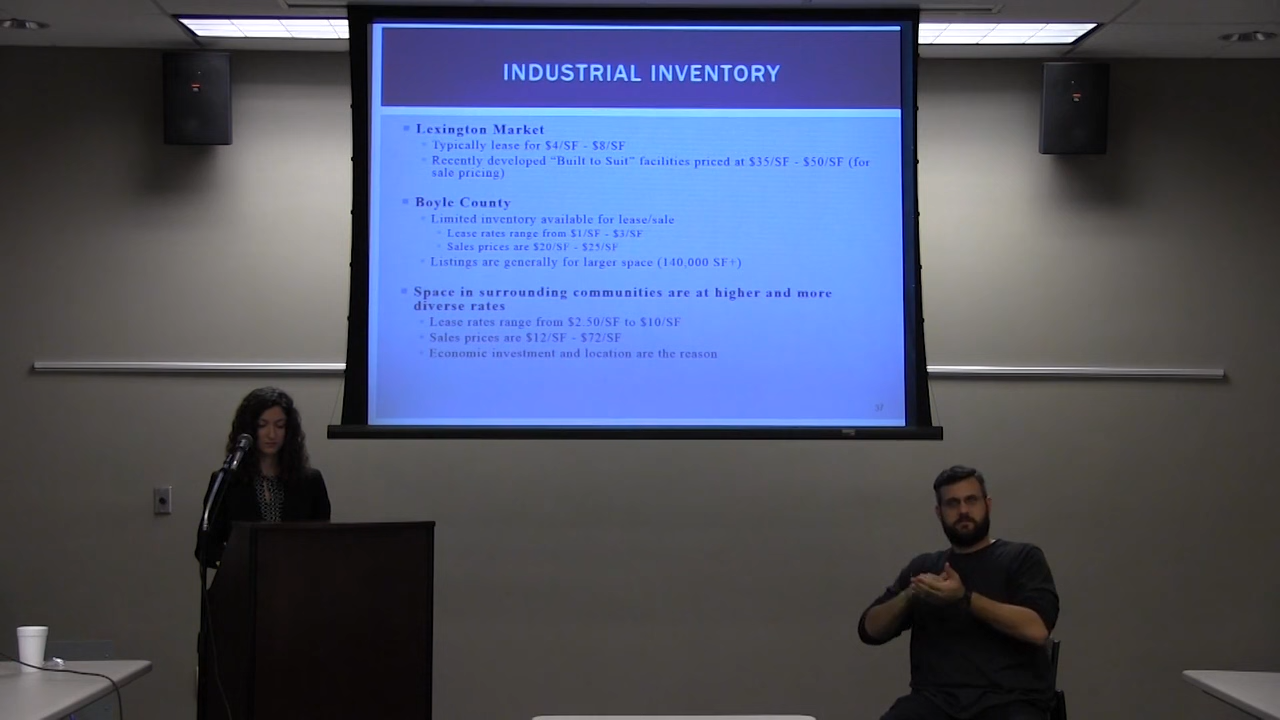 INDUSTRIAL INVENTORY
Lexington Market
Typically lease for $4/SF - $8/SF
Recently developed “Built to Suit” facilities priced at $35/SF - $50/SF (for
sale pricing)
Boyle County
Limited inventory available for lease/sale
Lease rates range from $1/SF - $3/SF
Sales prices are $20/SF - $25/SF
Listings are generally for larger space (140,000 SF+)
Space in surrounding communities are at higher and more
diverse rates
Lease rates range from $2.50/SF to $10/SF
Sales prices are $12/SF - $72/SF
Economic investment and location are the reason